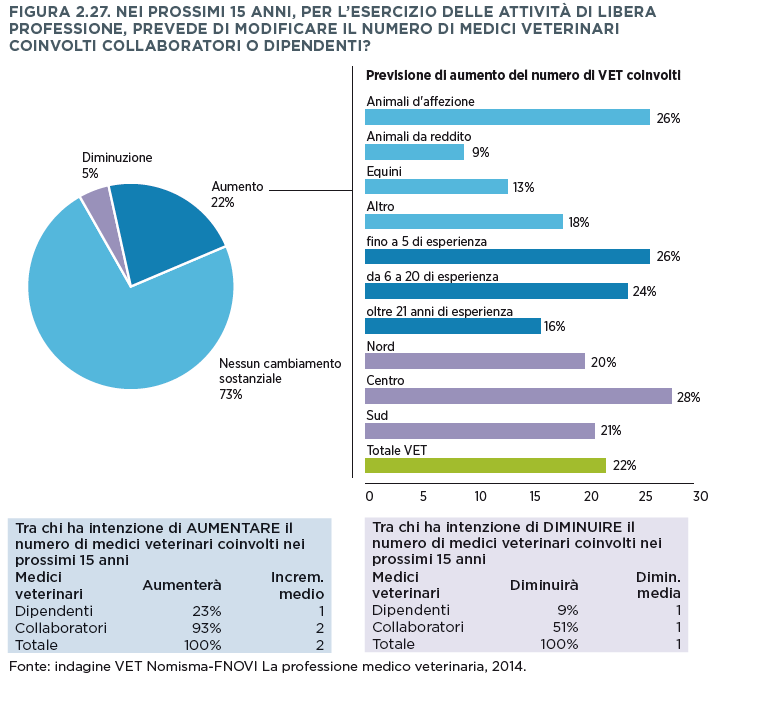 FIGURA 2.27. NEI PROSSIMI 15 ANNI, PER L'ESERCIZIO DELLE ATTIVITÀ DI LIBERA
PROFESSIONE, PREVEDE DI MODIFICARE IL NUMERO DI MEDICI VETERINARI
COINVOLTI COLLABORATORI O DIPENDENTI?
Diminuzione
5%
Aumento
22%
Nessun cambiamento
sostanziale
73%
Previsione di aumento del numero di VET coinvolti
Animali d'affezione
26%
Animali da reddito
9%
Equini
13%
Altro
18%
fino a 5 di esperienza
26%
da 6 a 20 di esperienza
24%
oltre 21 anni di esperienza
16%
Nord
20%
Centro
28%
Sud
21%
Totale VET
22%
0 5 10 15 20 25 30
Tra chi ha intenzione di AUMENTARE il
numero di medici veterinari coinvolti nei
prossimi 15 anni
Medici veterinari Aumenterà Increm. medio
Dipendenti 23% 1
Collaboratori 93% 2
Totale 100% 2
Tra chi ha intenzione di DIMINUIRE il
numero di medici veterinari coinvolti nei
prossimi 15 anni
Medici veterinari Diminuirà Dimin. media
Dipendenti 9% 1
Collaboratori 51% 1
Totale 100% 1
Fonte: indagine VET Nomisma-FNOVI La professione medico veterinaria, 2014.